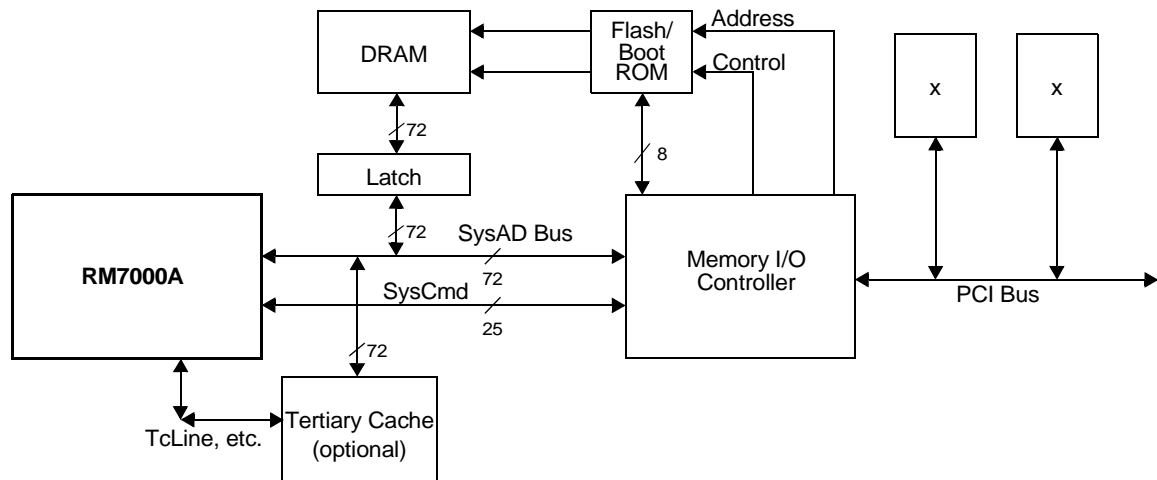 DRAM
Flash/
Boot
ROM
Address
Control
x
x
72
8
Latch
72
SysAD Bus
72
RM7000A
Memory I/O
Controller
SysCmd
25
PCI Bus
72
Tertiary Cache
(optional)
TcLine, etc.